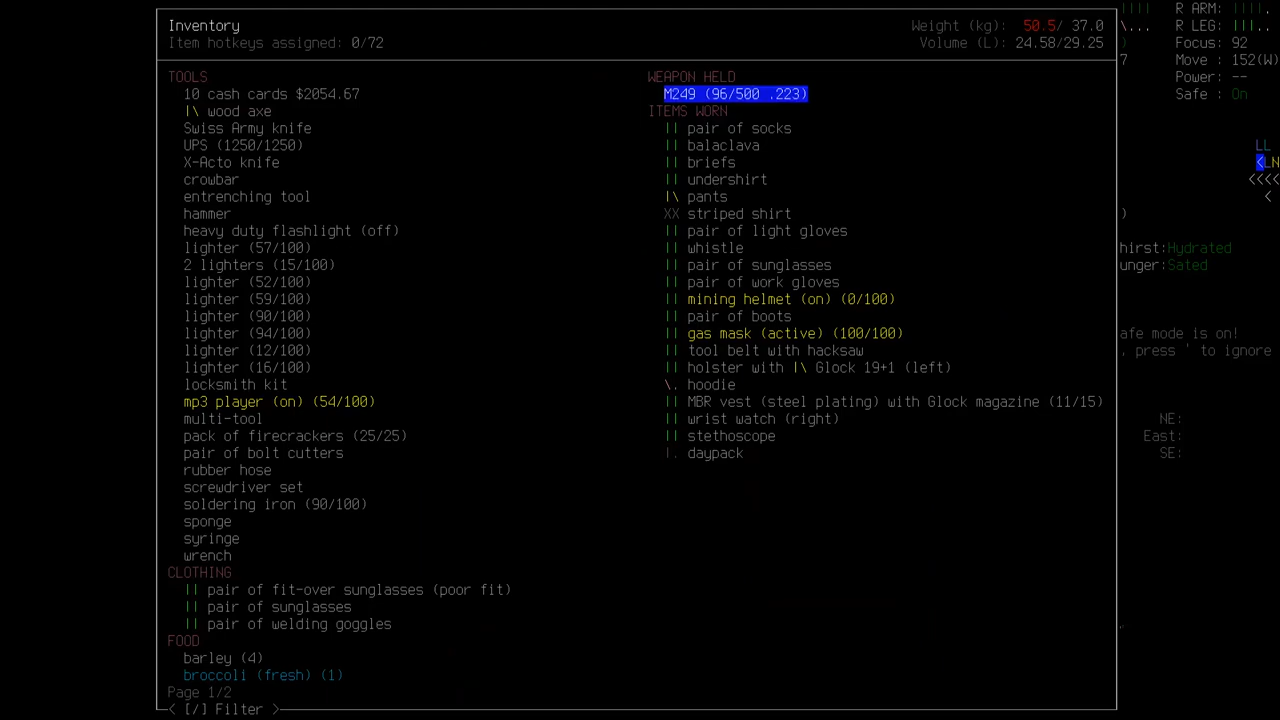 Inventory
Item hotkeys assigned: 0/72
Weight (kg): 50.5/ 37.0
Volume (L): 24.58/29.25
TOOLS
10 cash cards $2054.67
|\ wood axe
Swiss Army knife
UPS (1250/1250)
X-Acto knife
crowbar
entrenching tool
hammer
heavy duty flashlight (off)
lighter (57/100)
2 lighters (15/100)
lighter (52/100)
lighter (59/100)
lighter (90/100)
lighter (94/100)
lighter (12/100)
lighter (16/100)
locksmith kit
mp3 player (on) (54/100)
multi-tool
pack of firecrackers (25/25)
pair of bolt cutters
rubber hose
screwdriver set
soldering iron (90/100)
sponge
syringe
wrench
CLOTHING
|| pair of fit-over sunglasses (poor fit)
|| pair of sunglasses
|| pair of welding goggles
FOOD
barley (4)
broccoli (fresh) (1)
Page 1/2
< [/] Filter >
WEAPON HELD
M249 (96/500 .223)
ITEMS WORN
|| pair of socks
|| balaclava
|| briefs
|| undershirt
|\ pants
XX striped shirt
|| pair of light gloves
|| whistle
|| pair of sunglasses
|| pair of work gloves
|| mining helmet (on) (0/100)
|| pair of boots
|| gas mask (active) (100/100)
|| tool belt with hacksaw
|| holster with |\ Glock 19+1 (left)
\. hoodie
|| MBR vest (steel plating) with Glock magazine (11/15)
|| wrist watch (right)
|| stethoscope
|. daypack
|||| R ARM: ||||
\... R LEG: |||..
) Focus: 92
7 Move : 152(W)
Power: --
Safe : On
LL
<LN
<<<<
<
)
hirst:Hydrated
unger:Sated
afe mode is on!
, press ' to ignore
NE:
East:
SE: